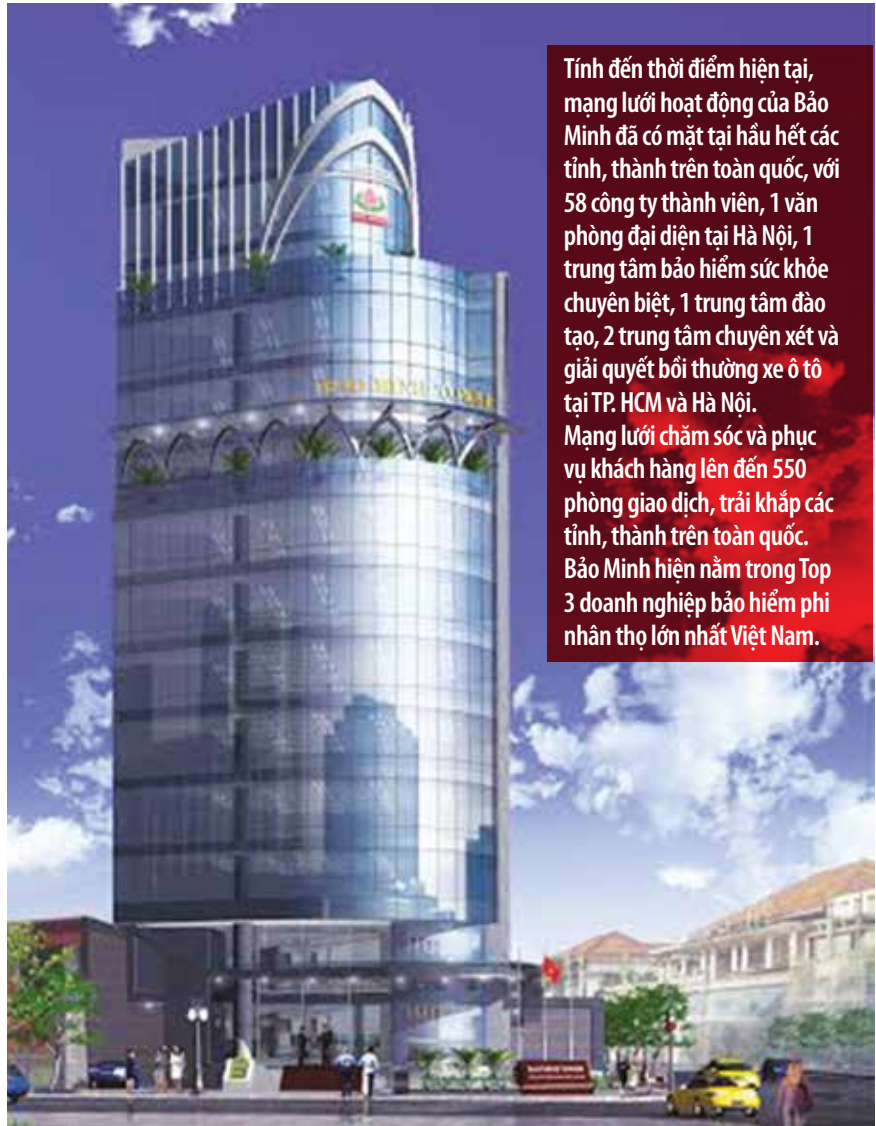 Tính đến thời điểm hiện tại,
mạng lưới hoạt động của Bảo
Minh đã có mặt tại hầu hết các
tỉnh, thành trên toàn quốc, với
58 công ty thành viên, 1 văn
phòng đại diện tại Hà Nội, 1
trung tâm bảo hiểm sức khỏe
chuyên biệt, 1 trung tâm đào
tạo, 2 trung tâm chuyên xét và
giải quyết bồi thường xe ô tô
tại TP. HCM và Hà Nội.
Mạng lưới chăm sóc và phục
vụ khách hàng lên đến 550
phòng giao dịch, trải khắp các
tỉnh, thành trên toàn quốc.
Bảo Minh hiện nằm trong Top
3 doanh nghiệp bảo hiểm phi
nhân thọ lớn nhất Việt Nam.